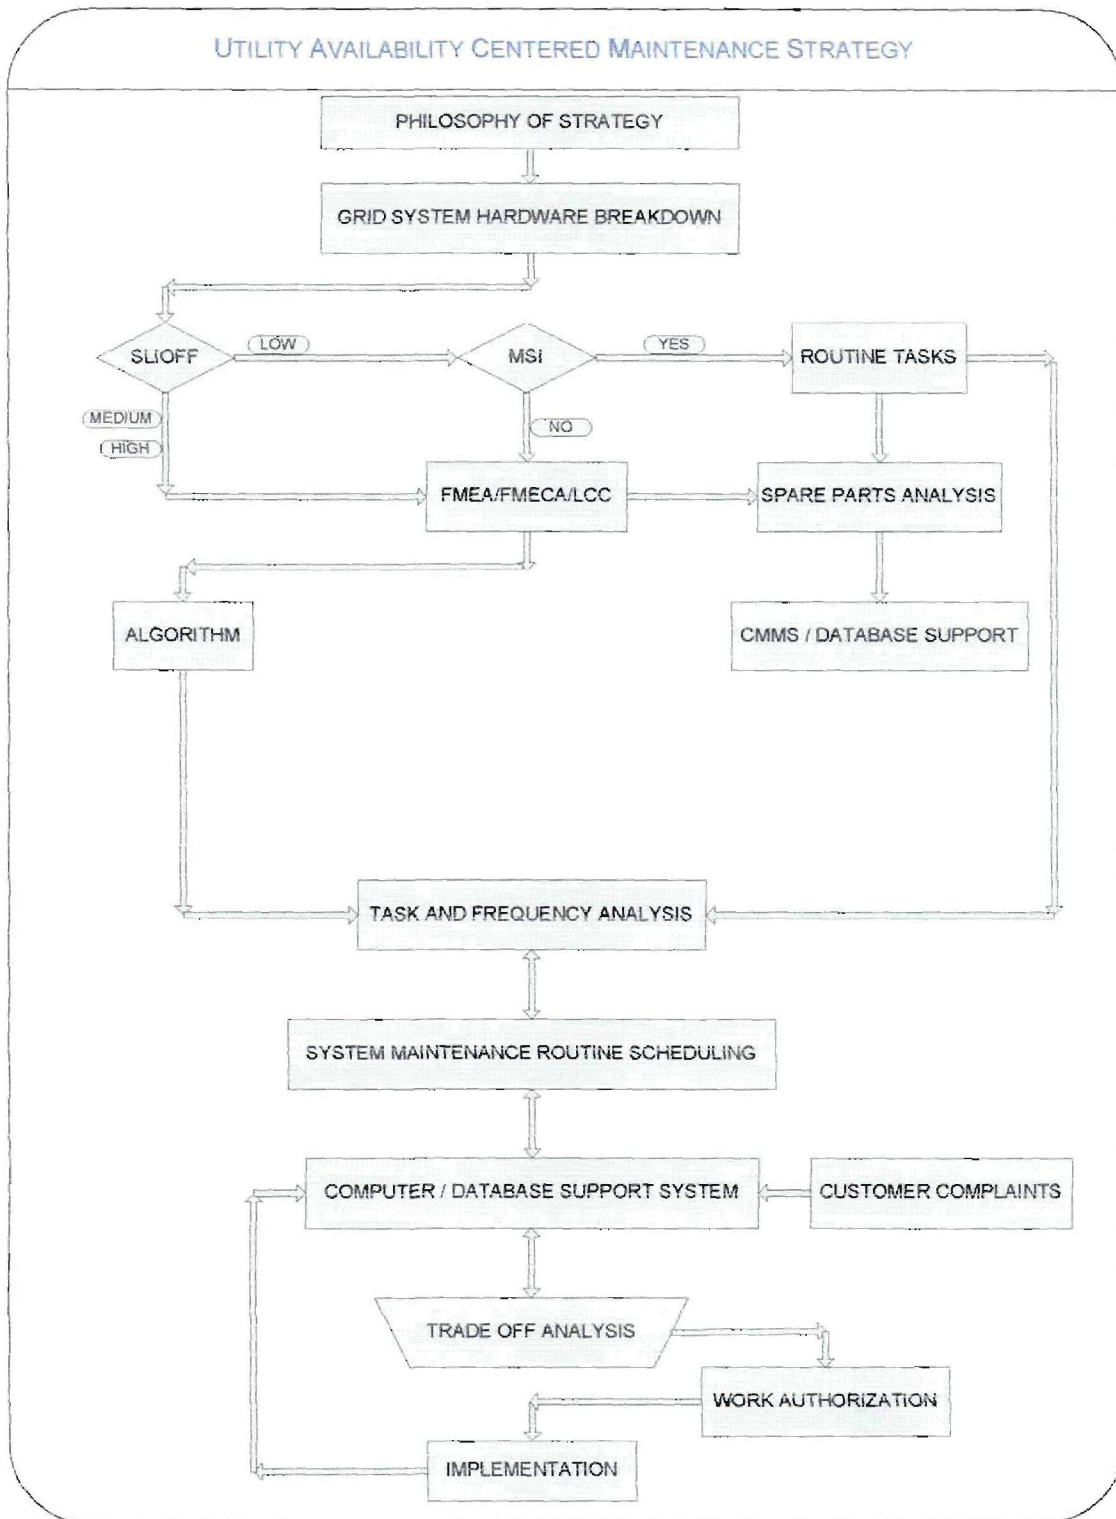 UTILITY AVAILABILITY CENTERED MAINTENANCE STRATEGY
PHILOSOPHY OF STRATEGY
GRID SYSTEM HARDWARE BREAKDOWN
SLIOFF
LOW
MSI
YES
ROUTINE TASKS
MEDIUM
HIGH
NO
FMEA/FMECA/LCC
SPARE PARTS ANALYSIS
ALGORITHM
CMMS / DATABASE SUPPORT
TASK AND FREQUENCY ANALYSIS
SYSTEM MAINTENANCE ROUTINE SCHEDULING
COMPUTER / DATABASE SUPPORT SYSTEM
CUSTOMER COMPLAINTS
TRADE OFF ANALYSIS
WORK AUTHORIZATION
IMPLEMENTATION